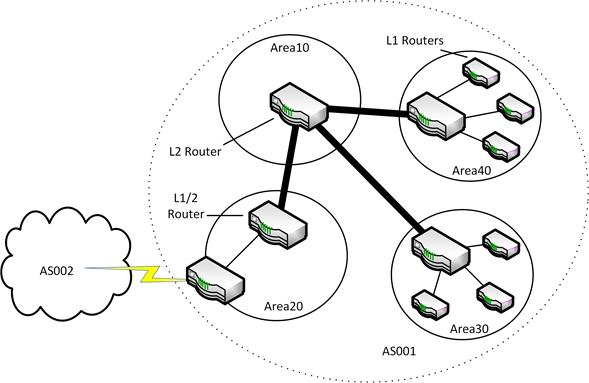 Area10
L1 Routers
L2 Router
Area40
L1/2
Router
AS002
Area20
Area30
AS001